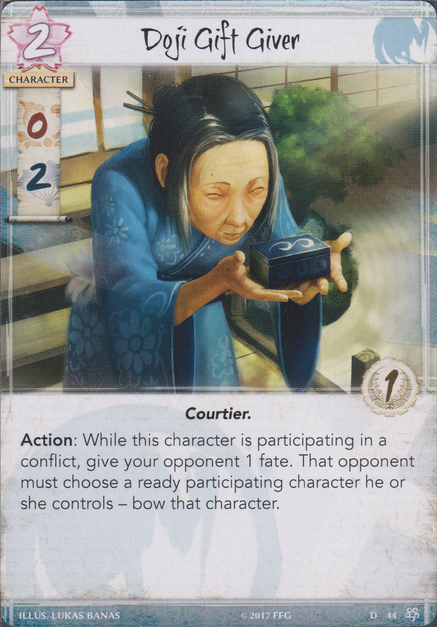 2
Doji Gift Giver
CHARACTER
0
2
1
Courtier.
Action: While this character is participating in a
conflict, give your opponent 1 fate. That opponent
must choose a ready participating character he or
she controls – bow that character.
ILLUS. LUKAS BANAS
© 2017 FFG
D 44